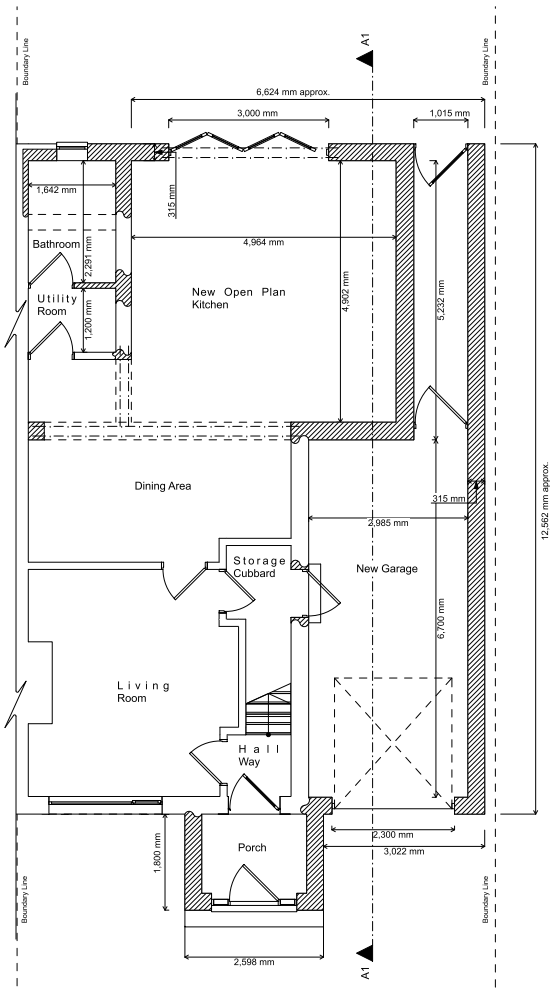 A1
Boundary Line
Boundary Line
6,624 mm approx.
3,000 mm
1,015 mm
315 mm
1,642 mm
Bathroom
2,291 mm
4,964 mm
4,902 mm
5,232 mm
New Open Plan
Kitchen
Utility
Room
1,200 mm
Dining Area
315 mm
12,562 mm approx.
2,985 mm
Storage
Cubbard
New Garage
6,700 mm
Living
Room
Hall
Way
2,300 mm
3,022 mm
1,800 mm
Porch
Boundary Line
Boundary Line
2,598 mm
A1